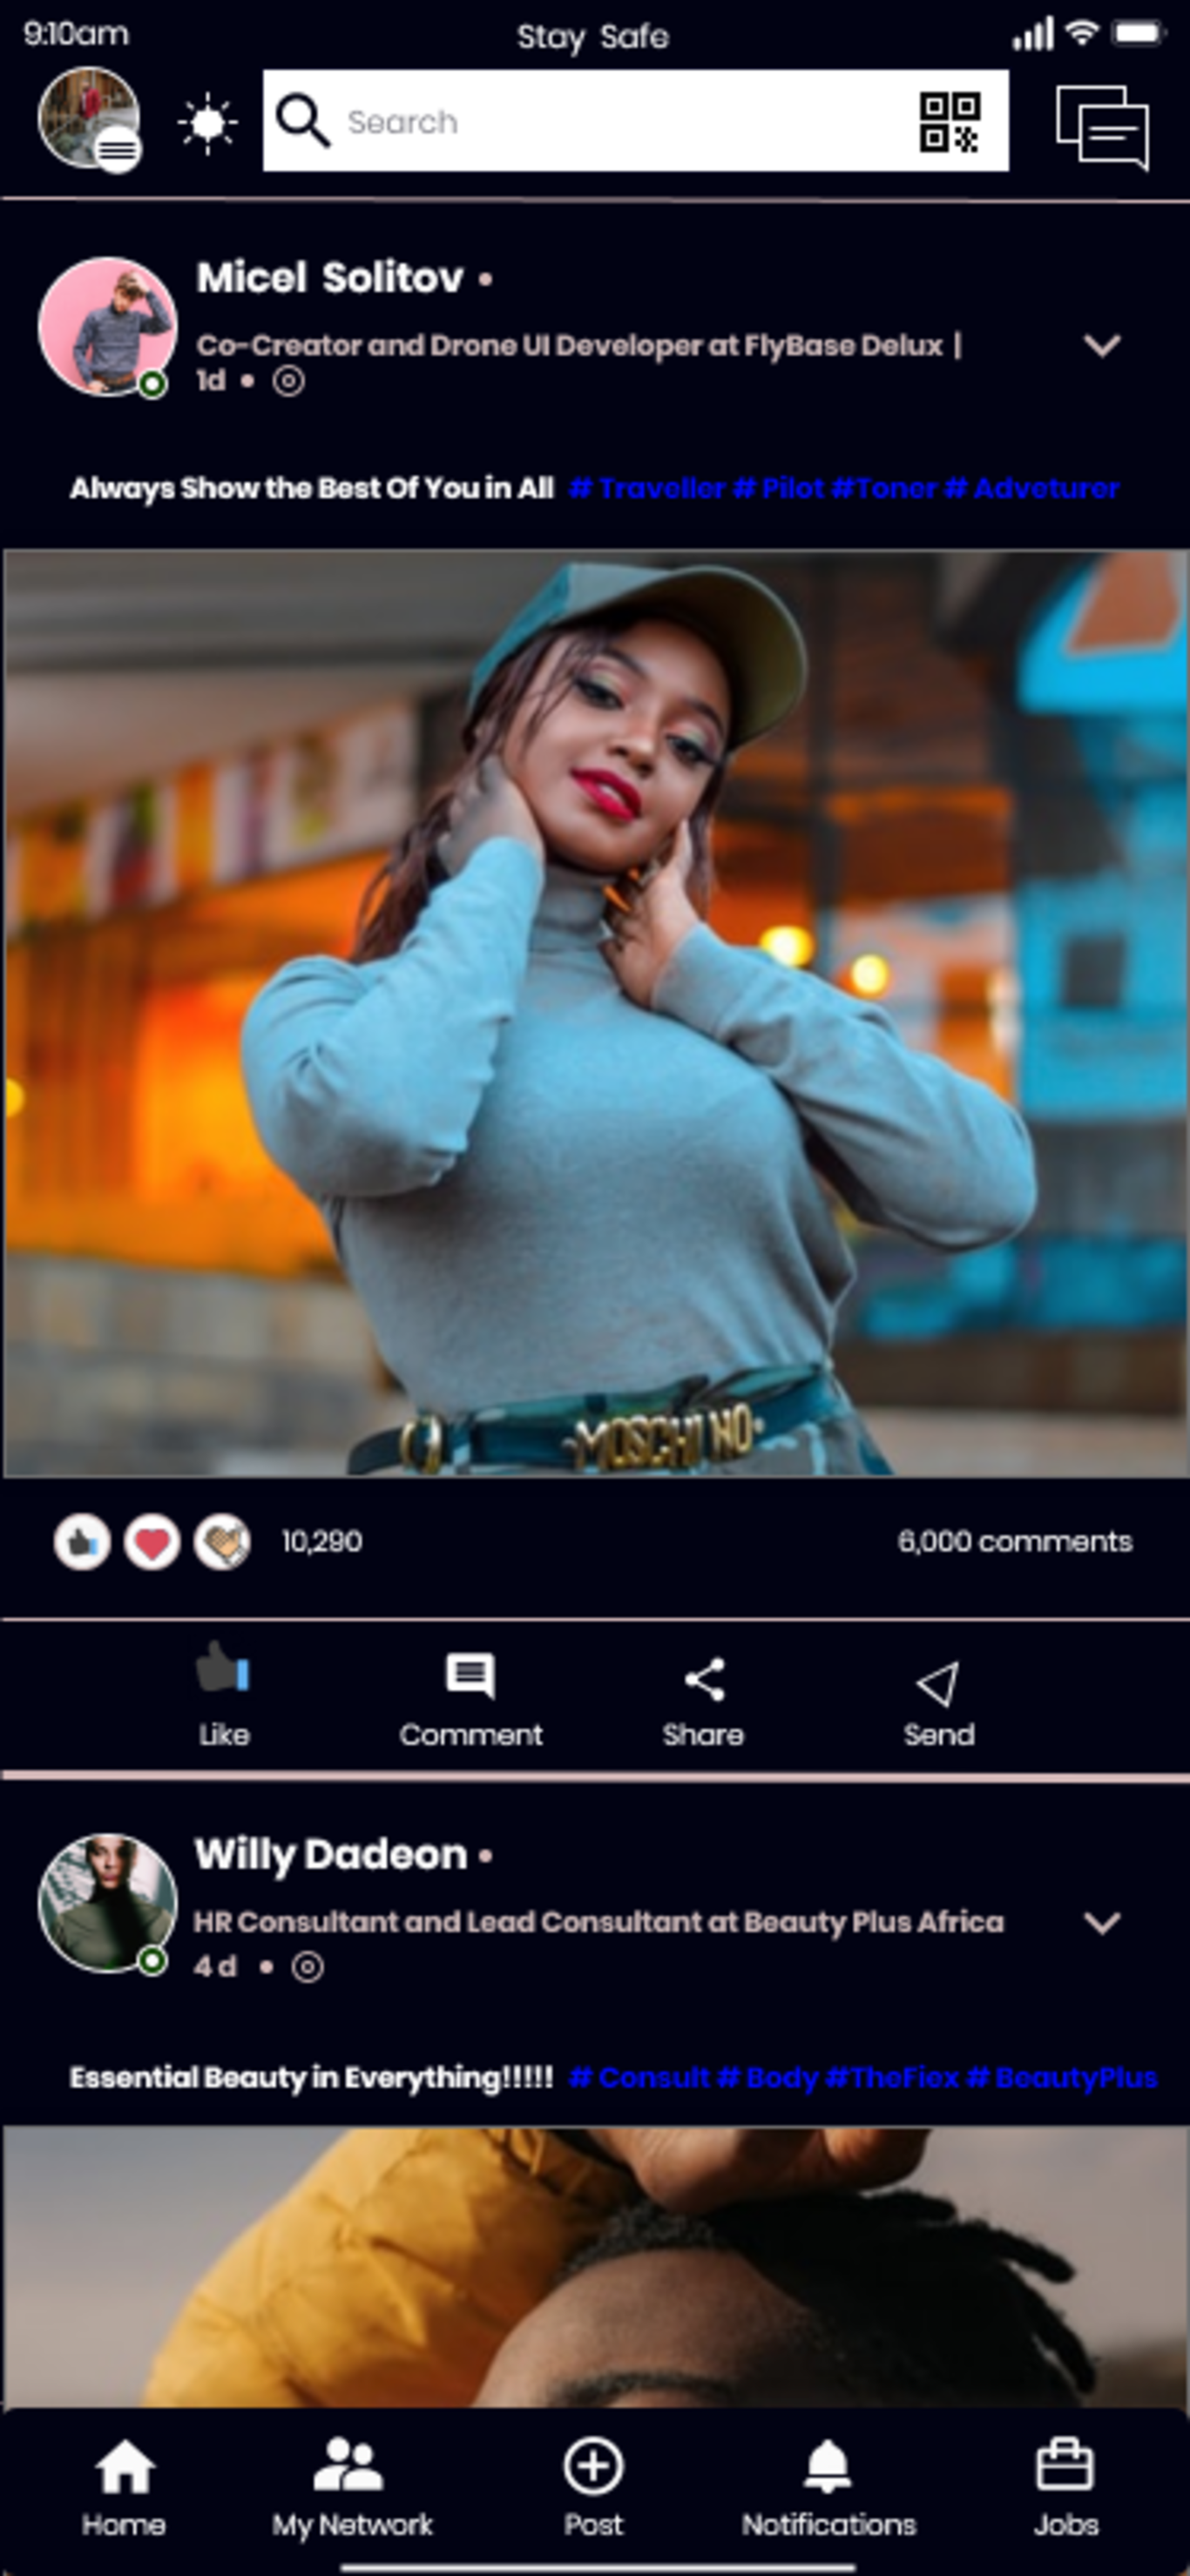 9:10am
Stay Safe
Search
Micel Solitov •
Co-Creator and Drone UI Developer at FlyBase Delux |
1d •
Always Show the Best Of You in All # Traveller # Pilot #Toner # Adveturer
MOSCHINO
10,290
6,000 comments
Like
Comment
Share
Send
Willy Dadeon •
HR Consultant and Lead Consultant at Beauty Plus Africa
4d •
Essential Beauty in Everything!!!!! # Consult # Body #TheFiex # BeautyPlus
Home
My Network
Post
Notifications
Jobs